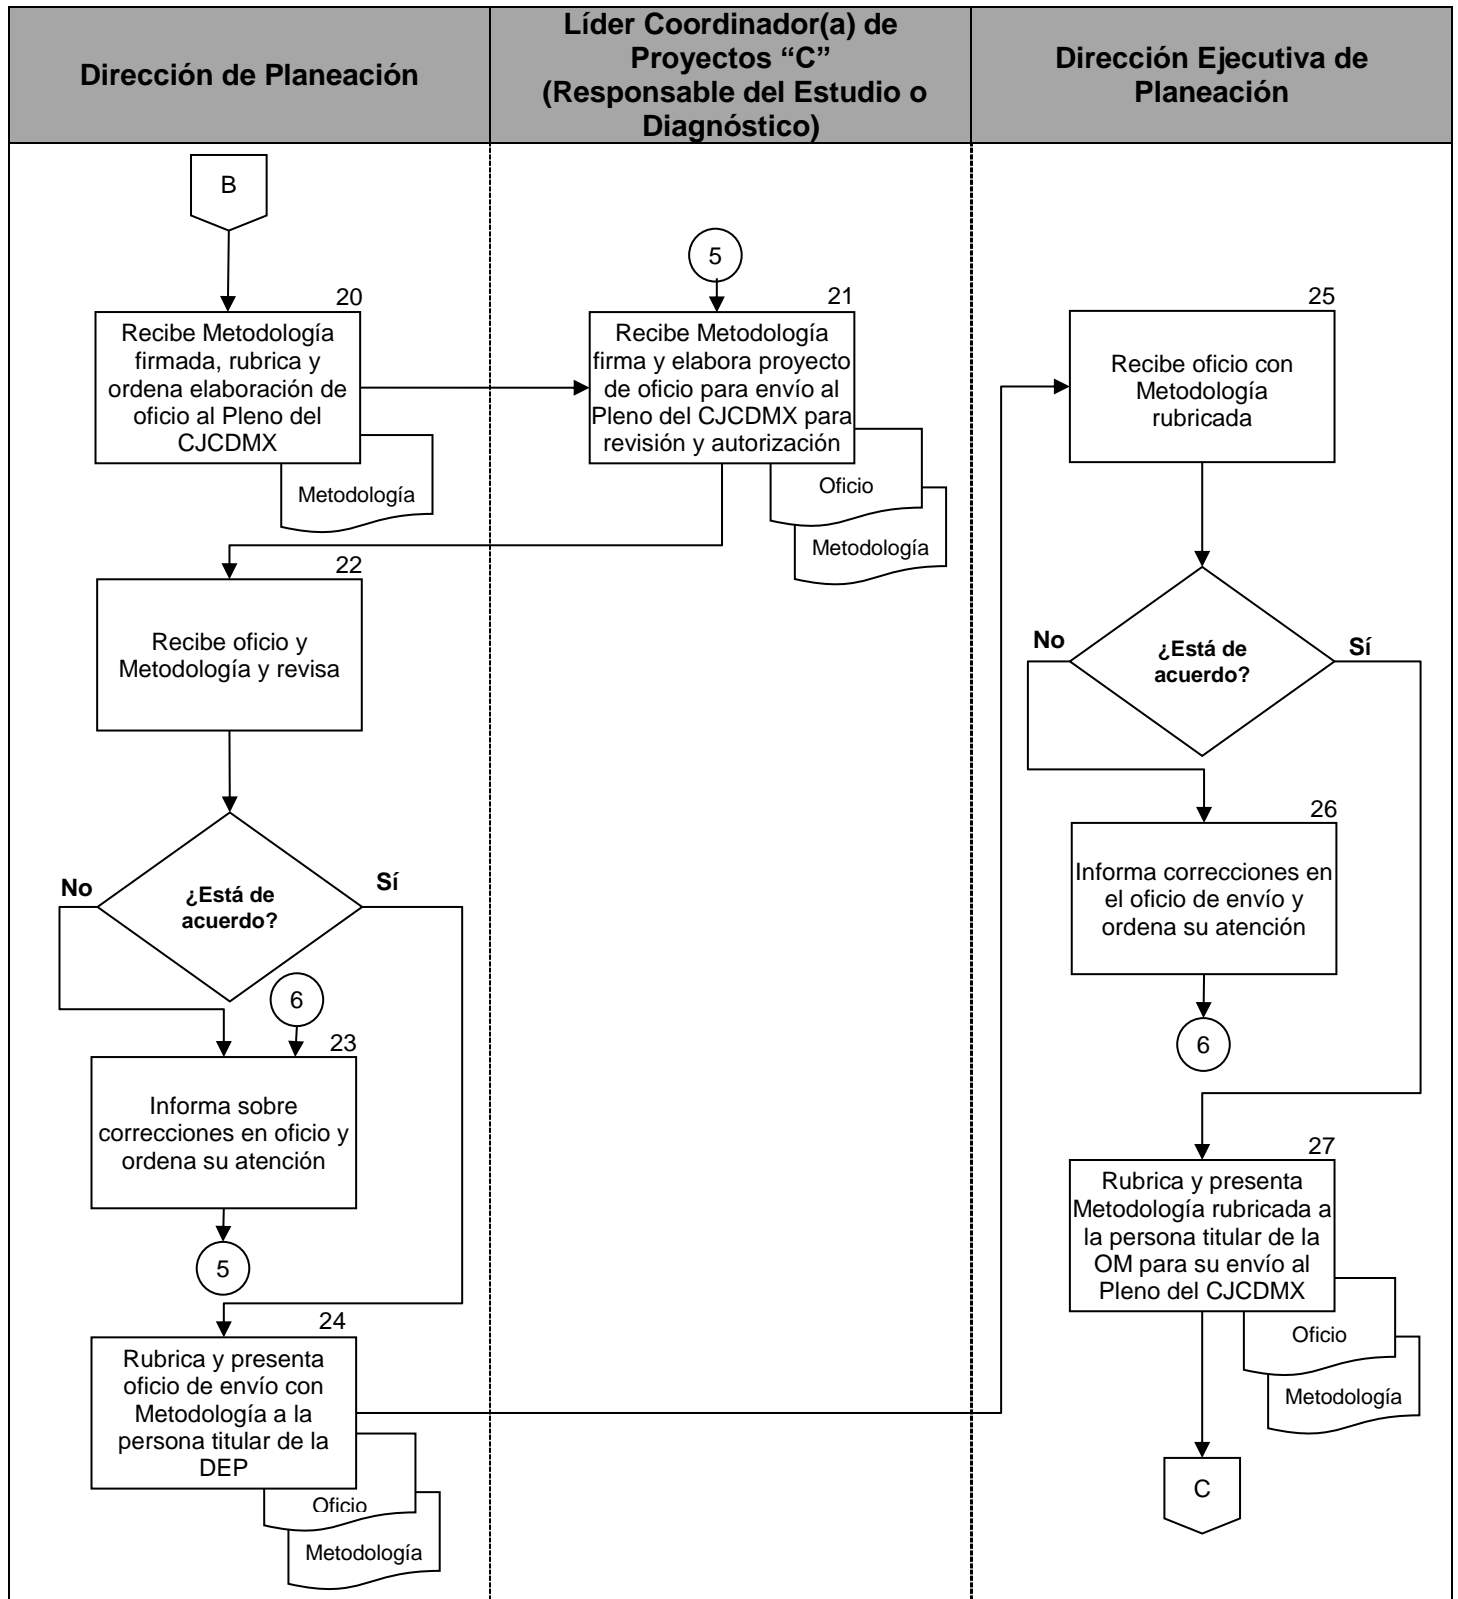 Dirección de Planeación
Líder Coordinador(a) de
Proyectos “C”
(Responsable del Estudio o
Diagnóstico)
Dirección Ejecutiva de
Planeación
B
20
Recibe Metodología
firmada, rubrica y
ordena elaboración de
oficio al Pleno del
CJCDMX
Metodología
5
21
Recibe Metodología
firma y elabora proyecto
de oficio para envío al
Pleno del CJCDMX para
revisión y autorización
Oficio
Metodología
22
Recibe oficio y
Metodología y revisa
¿Está de
acuerdo?
No
Sí
6
23
Informa sobre
correcciones en oficio y
ordena su atención
5
24
Rubrica y presenta
oficio de envío con
Metodología a la
persona titular de la
DEP
Oficio
Metodología
25
Recibe oficio con
Metodología
rubricada
No
¿Está de
acuerdo?
Sí
26
Informa correcciones en
el oficio de envío y
ordena su atención
6
27
Rubrica y presenta
Metodología rubricada a
la persona titular de la
OM para su envío al
Pleno del CJCDMX
Oficio
Metodología
C